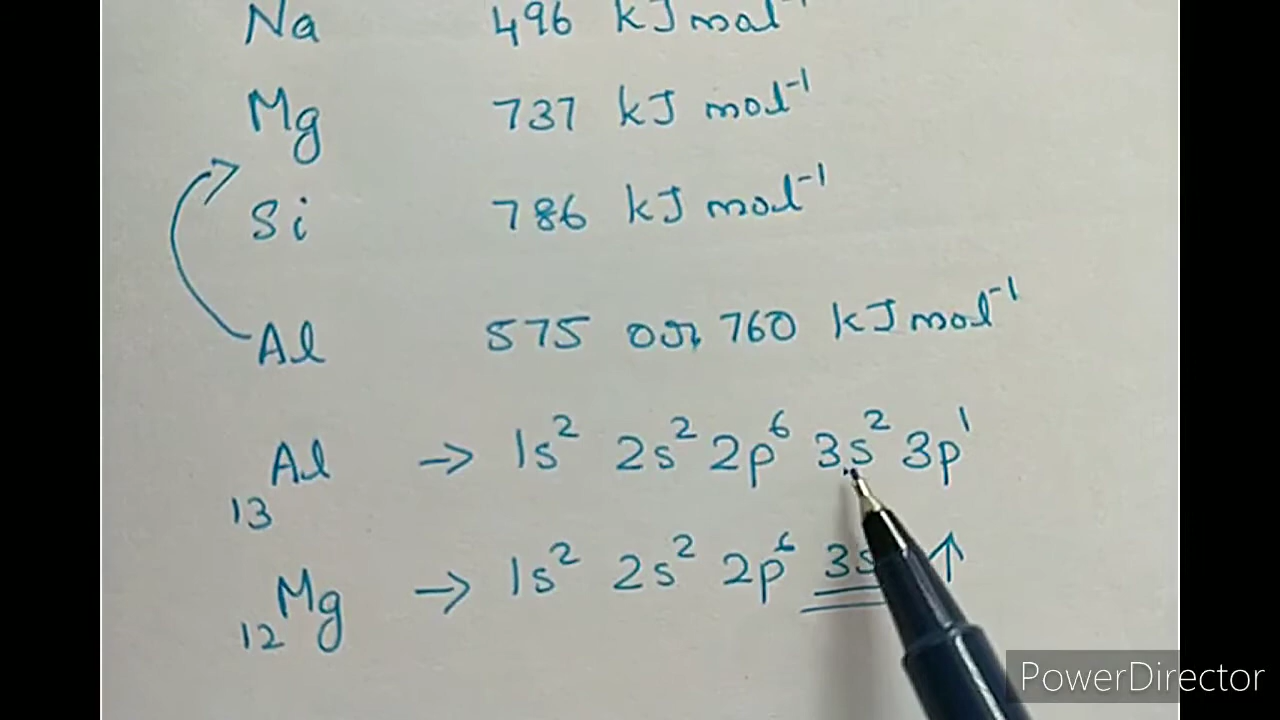 Na 496 kJ mol⁻¹
Mg 737 kJ mol⁻¹
Si 786 kJ mol⁻¹
Al 575 or 760 kJ mol⁻¹
₁₃Al → 1s² 2s² 2p⁶ 3s² 3p¹
₁₂Mg → 1s² 2s² 2p⁶ 3s ↑
PowerDirector